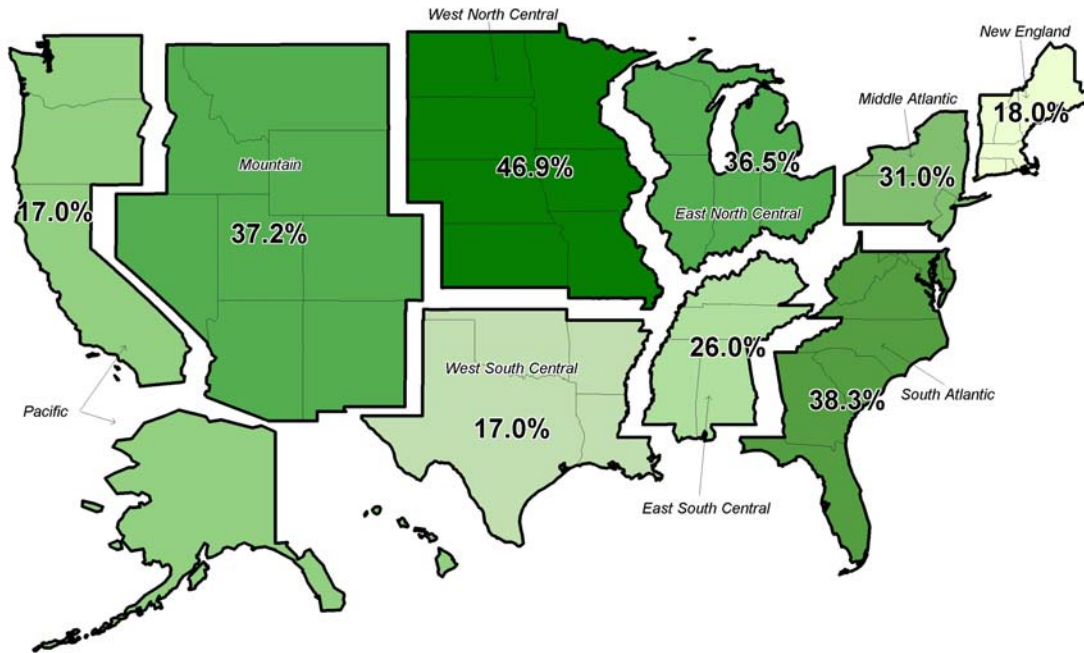 West North Central
New England
Middle Atlantic
18.0%
Mountain
46.9%
36.5%
31.0%
17.0%
East North Central
37.2%
26.0%
West South Central
38.3%
South Atlantic
Pacific
17.0%
East South Central